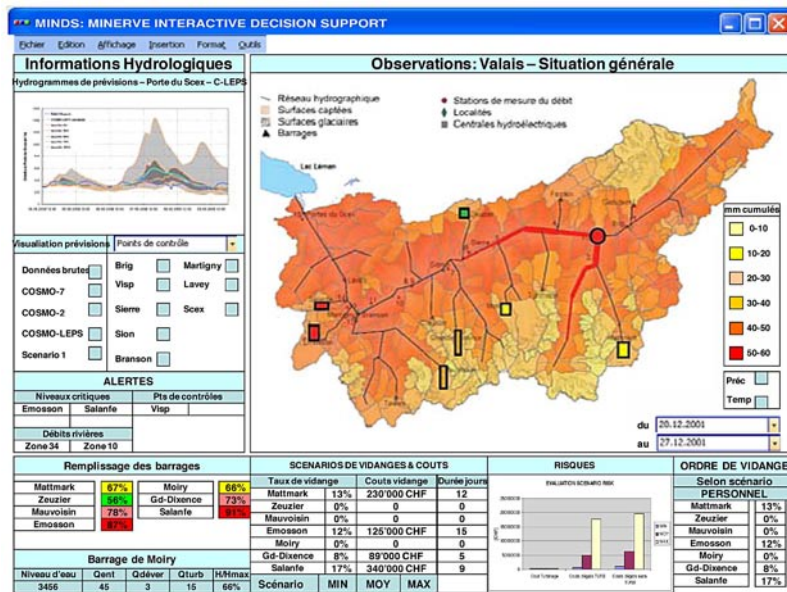 MINDS: MINERVE INTERACTIVE DECISION SUPPORT
Fichier Edition Affichage Insertion Format Outils
Informations Hydrologiques
Hydrogrammes de prévisions – Porte du Scex – C-LEPS
Visualiation prévisions Points de contrôle
Données brutes
COSMO-7
COSMO-2
COSMO-LEPS
Scenario 1
Brig
Visp
Sierre
Sion
Branson
Martigny
Lavey
Scex
ALERTES
Niveaux critiques Pts de contrôles
Emosson Salanfe Visp
Débits rivières
Zone 34 Zone 10
Observations: Valais – Situation générale
Réseau hydrographique
Surfaces captées
Surfaces glaciaires
Barrages
Stations de mesure du débit
Localités
Centrales hydroélectriques
Lac Léman
Portes du Scex
Sierre
Sion
Branson
mm cumulés
0-10
10-20
20-30
30-40
40-50
50-60
Préc
Temp
du 20.12.2001
au 27.12.2001
Remplissage des barrages
Mattmark 67% Moiry 66%
Zeuzier 56% Gd-Dixence 73%
Mauvoisin 78% Salanfe 91%
Emosson 87%
Barrage de Moiry
Niveau d'eau Qent Qdéver Qturb H/Hmax
3456 45 3 15 66%
SCENARIOS DE VIDANGES & COUTS
Taux de vidange Couts vidange Durée jours
Mattmark 13% 230'000 CHF 12
Zeuzier 0% 0 0
Mauvoisin 0% 0 0
Emosson 12% 125'000 CHF 15
Moiry 0% 0 0
Gd-Dixence 8% 89'000 CHF 5
Salanfe 17% 340'000 CHF 9
Scénario MIN MOY MAX
RISQUES
EVALUATION SCENARIO RISK
ORDRE DE VIDANGE
Selon scénario
PERSONNEL
Mattmark 13%
Zeuzier 0%
Mauvoisin 0%
Emosson 12%
Moiry 0%
Gd-Dixence 8%
Salanfe 17%